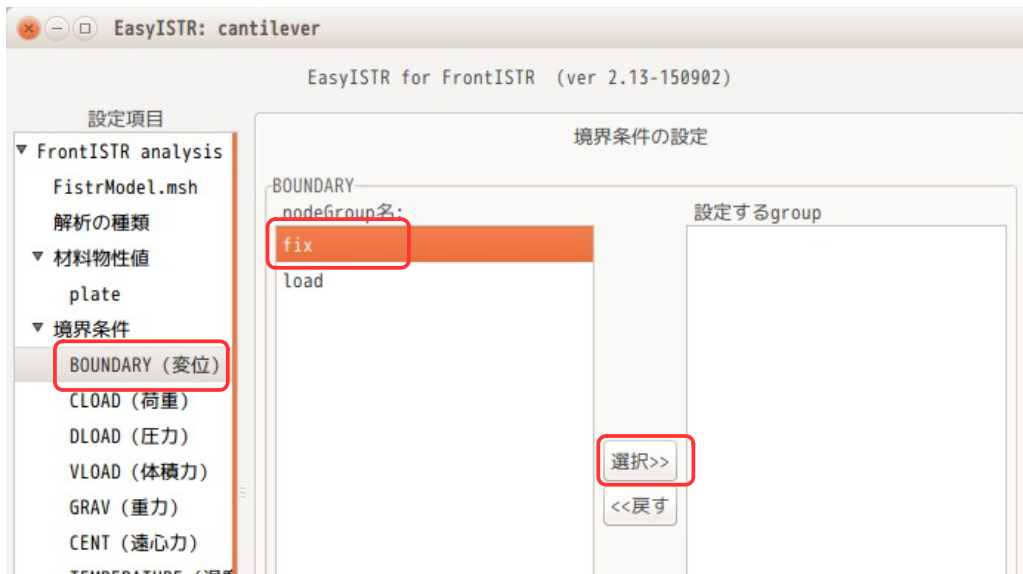 EasyISTR: cantilever
EasyISTR for FrontISTR (ver 2.13-150902)
設定項目
FrontISTR analysis
FistrModel.msh
解析の種類
材料物性値
plate
境界条件
BOUNDARY (変位)
CLOAD (荷重)
DLOAD (圧力)
VLOAD (体積力)
GRAV (重力)
CENT (遠心力)
境界条件の設定
BOUNDARY
nodeGroup名:
fix
load
選択>>
<<戻す
設定するgroup